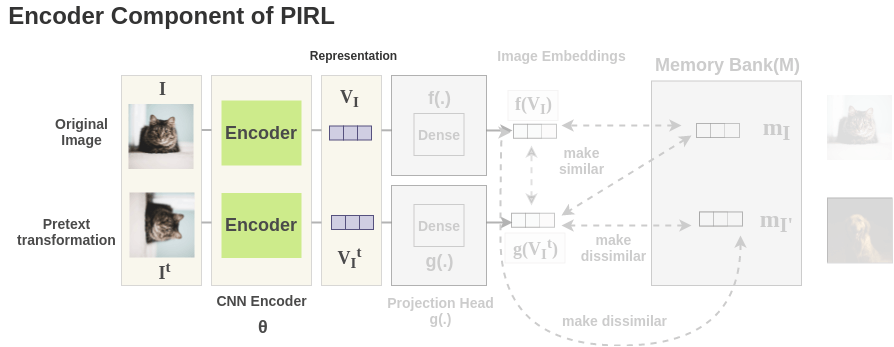 Encoder Component of PIRL
Representation
Image Embeddings
Memory Bank(M)
I
V_I
f(.)
f(V_I)
Original
Image
Encoder
Dense
make
similar
m_I
Pretext
transformation
Encoder
Dense
make
dissimilar
m_I'
I^t
V_I^t
g(.)
g(V_I^t)
CNN Encoder
θ
Projection Head
g(.)
make dissimilar